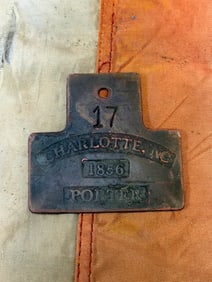 17
CHARLOTTE, NC
1856
PORTER